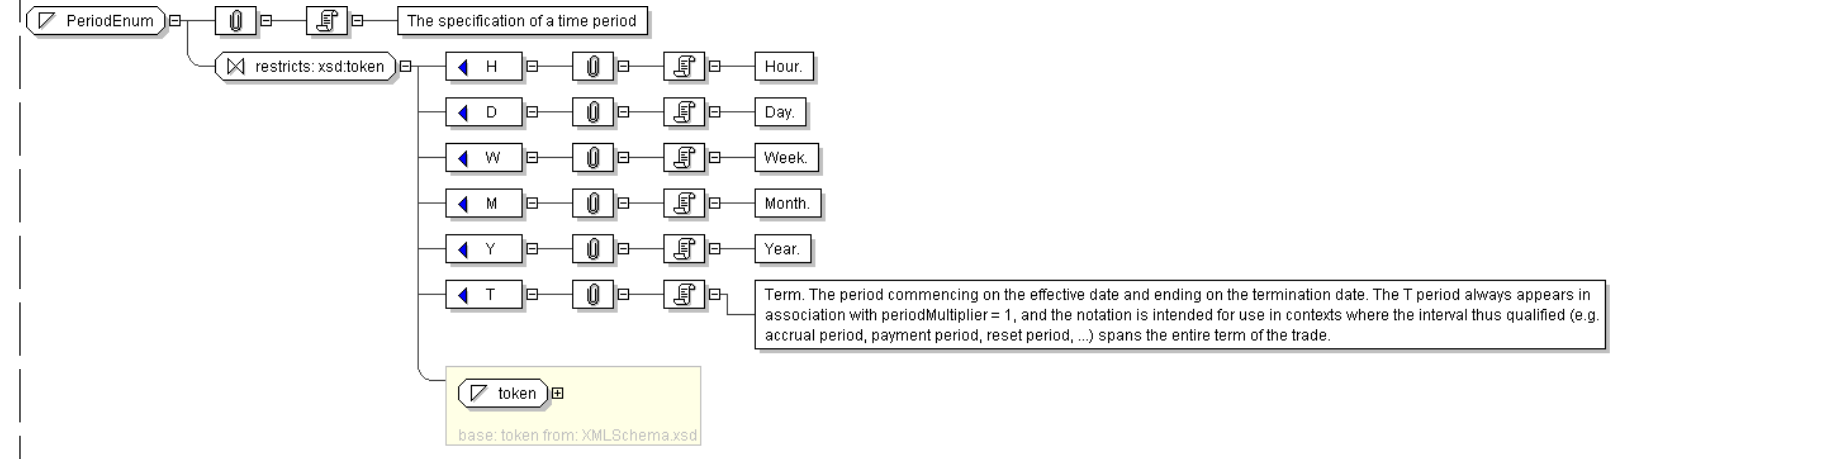 PeriodEnum
The specification of a time period
restricts: xsd:token
H
Hour.
D
Day.
W
Week.
M
Month.
Y
Year.
T
Term. The period commencing on the effective date and ending on the termination date. The T period always appears in
association with periodMultiplier = 1, and the notation is intended for use in contexts where the interval thus qualified (e.g.
accrual period, payment period, reset period, ...) spans the entire term of the trade.
token
base: token from: XMLSchema.xsd